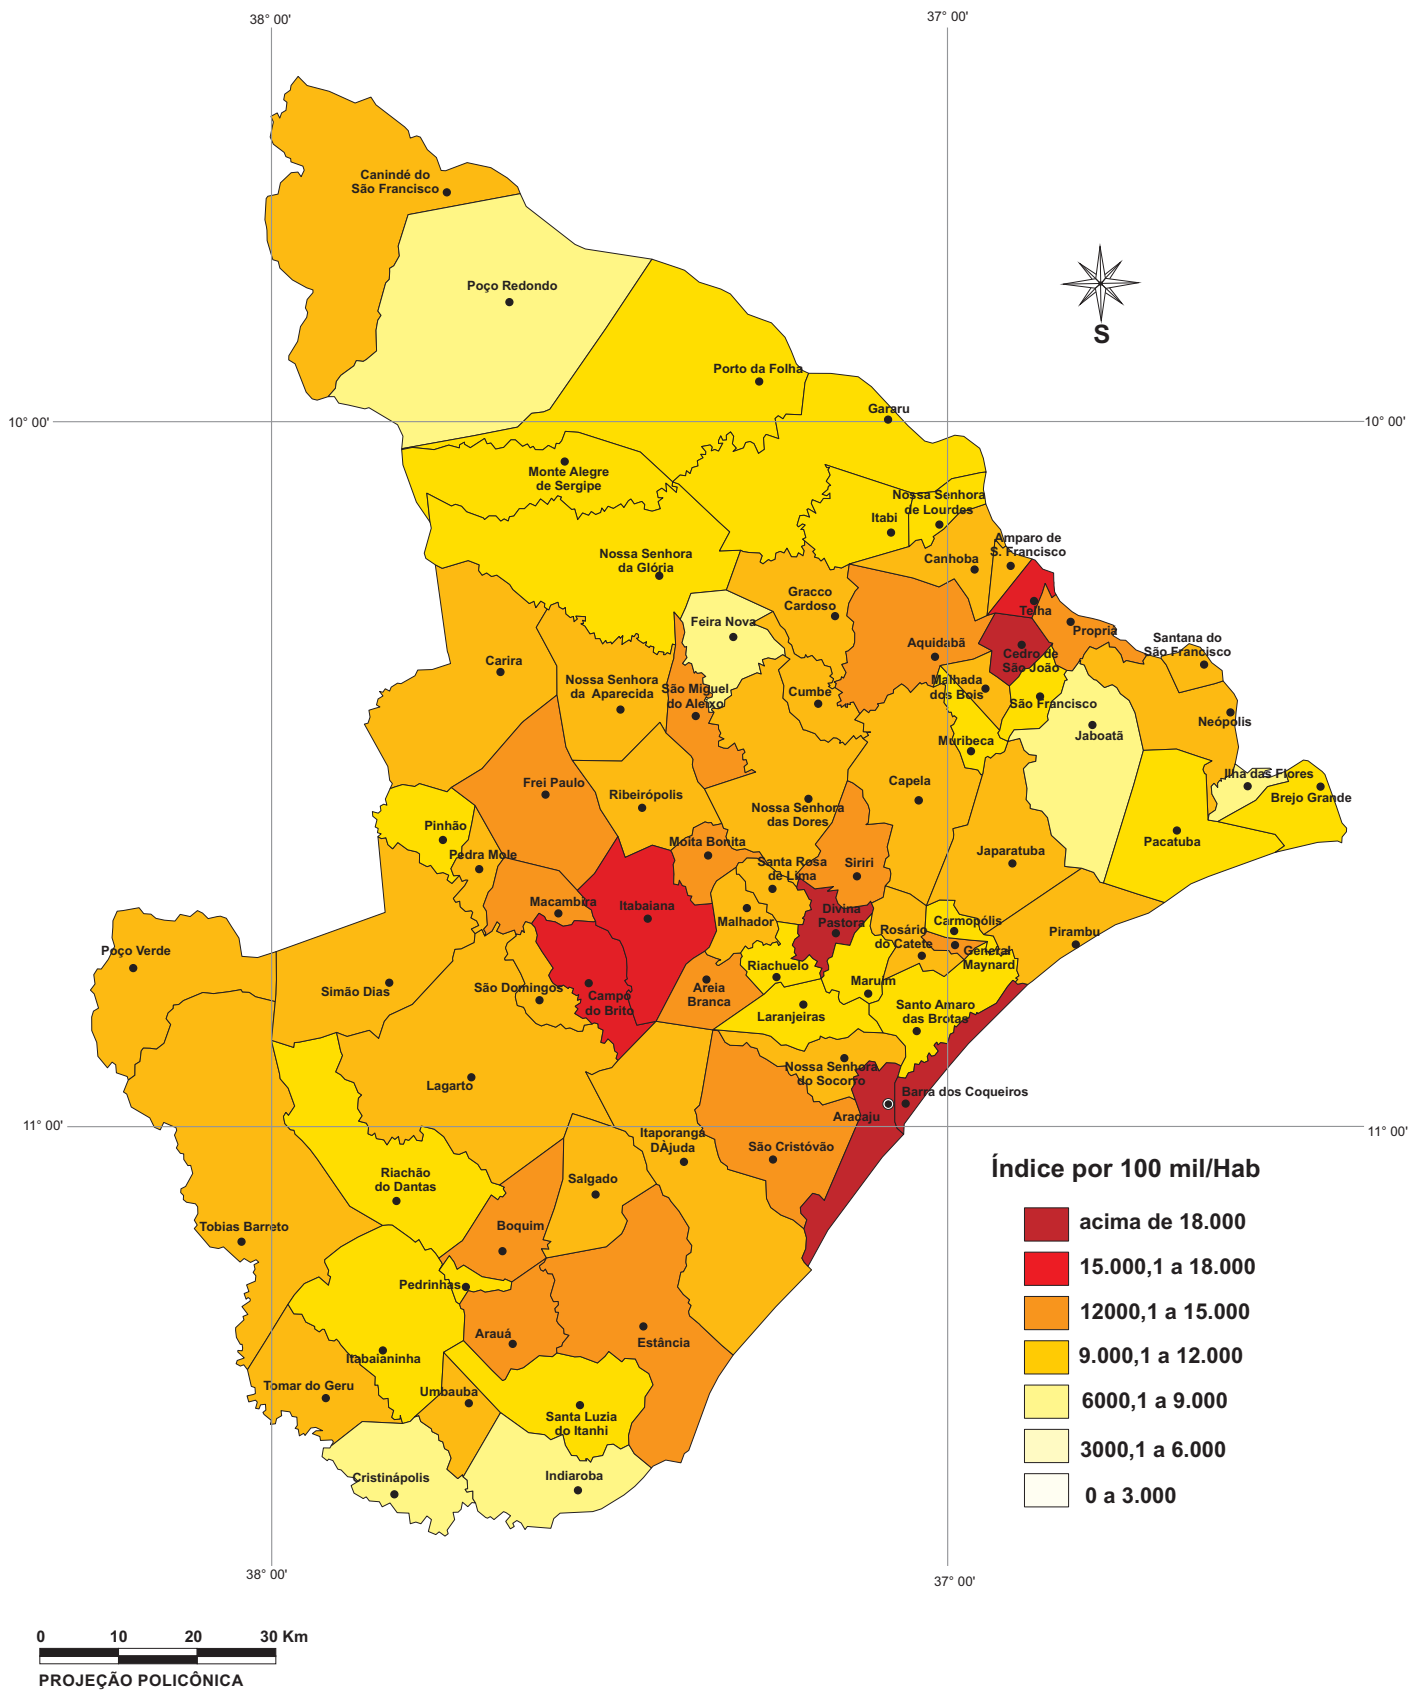 38° 00'
37° 00'
Canindé do
São Francisco
Poço Redondo
S
Porto da Folha
Gararu
10° 00'
10° 00'
Monte Alegre
de Sergipe
Nossa Senhora
de Lourdes
Itabi
Amparo de
S. Francisco
Nossa Senhora
da Glória
Canhoba
Gracco
Cardoso
Telha
Feira Nova
Propria
Aquidabã
Santana do
São Francisco
Cedro de
São João
Carira
Nossa Senhora
da Aparecida
São Miguel
do Aleixo
Cumbe
Malhada
dos Bois
São Francisco
Neópolis
Jaboatã
Muribeca
Frei Paulo
Ribeirópolis
Capela
Ilha das Flores
Brejo Grande
Nossa Senhora
das Dores
Pinhão
Moita Bonita
Pacatuba
Pedra Mole
Santa Rosa
de Lima
Siriri
Japaratuba
Macambira
Itabaiana
Malhador
Divina
Pastora
Carmopólis
Rosário
do Catete
Pirambu
General
Maynard
Poço Verde
Riachuelo
Simão Dias
São Domingos
Campo
do Brito
Areia
Branca
Maruim
Laranjeiras
Santo Amaro
das Brotas
Nossa Senhora
do Socorro
Lagarto
Barra dos Coqueiros
Aracaju
11° 00'
11° 00'
Itaporanga
DÀjuda
São Cristóvão
Riachão
do Dantas
Salgado
Tobias Barreto
Boquim
Pedrinhas
Arauá
Estância
Itabaianinha
Tomar do Geru
Umbauba
Santa Luzia
do Itanhi
Cristinápolis
Indiaroba
Índice por 100 mil/Hab
acima de 18.000
15.000,1 a 18.000
12000,1 a 15.000
9.000,1 a 12.000
6000,1 a 9.000
3000,1 a 6.000
0 a 3.000
38° 00'
37° 00'
0 10 20 30 Km
PROJEÇÃO POLICÔNICA